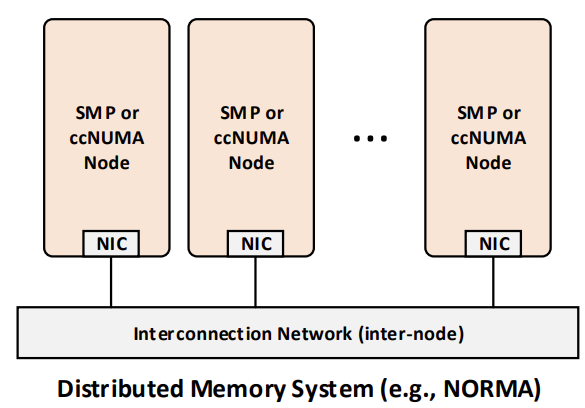 SMP or
ccNUMA
Node
NIC
SMP or
ccNUMA
Node
NIC
...
SMP or
ccNUMA
Node
NIC
Interconnection Network (inter-node)
Distributed Memory System (e.g., NORMA)